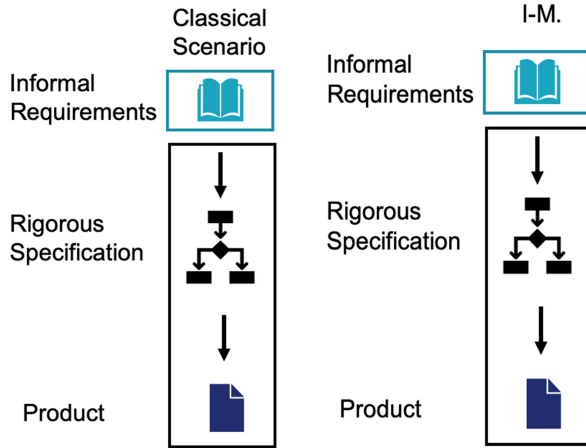 Classical
Scenario
Informal
Requirements
Rigorous
Specification
Product
I-M.
Informal
Requirements
Rigorous
Specification
Product